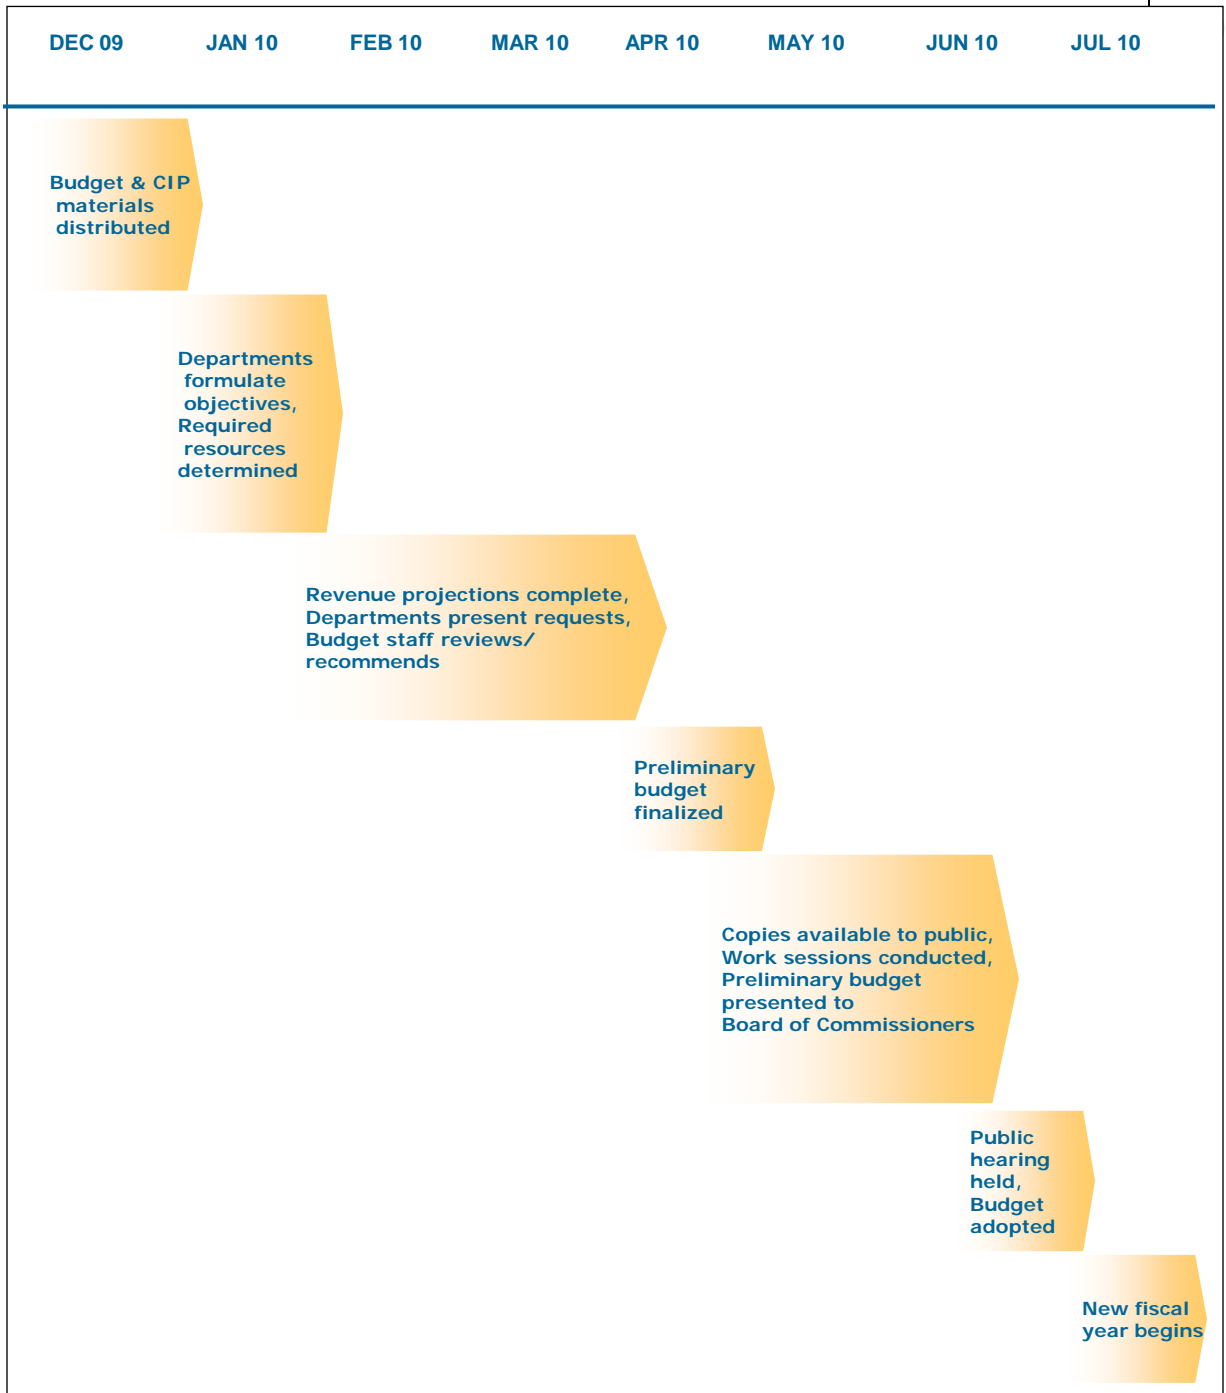 DEC 09 JAN 10 FEB 10 MAR 10 APR 10 MAY 10 JUN 10 JUL 10
Budget & CIP
materials
distributed
Departments
formulate
objectives,
Required
resources
determined
Revenue projections complete,
Departments present requests,
Budget staff reviews/
recommends
Preliminary
budget
finalized
Copies available to public,
Work sessions conducted,
Preliminary budget
presented to
Board of Commissioners
Public
hearing
held,
Budget
adopted
New fiscal
year begins